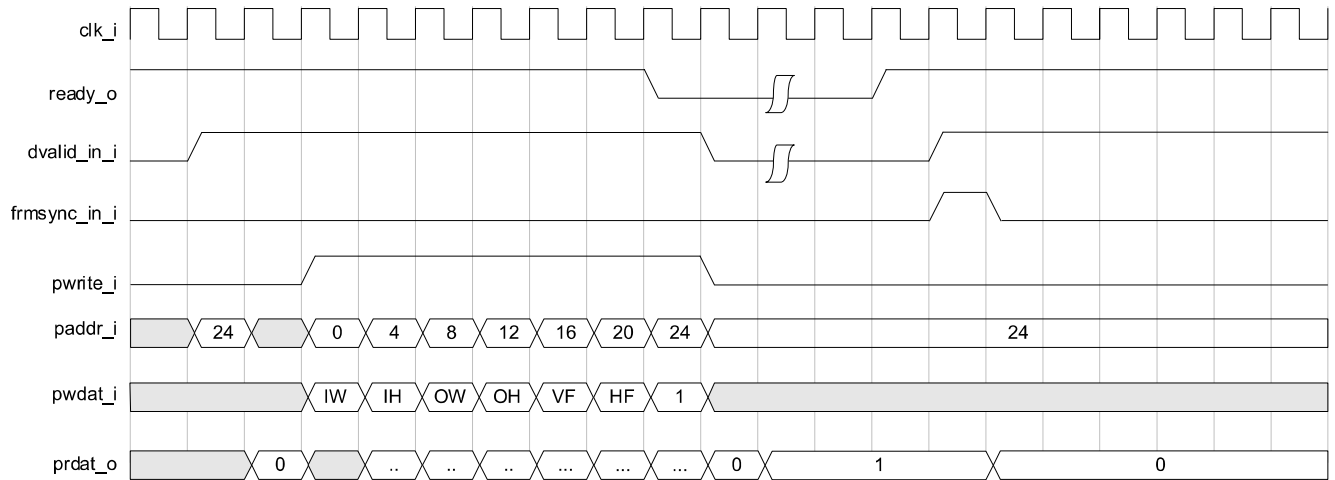 clk_i
ready_o
dvalid_in_i
frmsync_in_i
pwrite_i
paddr_i 24 0 4 8 12 16 20 24 24
pwdat_i IW IH OW OH VF HF 1
prdat_o 0 .. .. .. ... ... ... 0 1 0